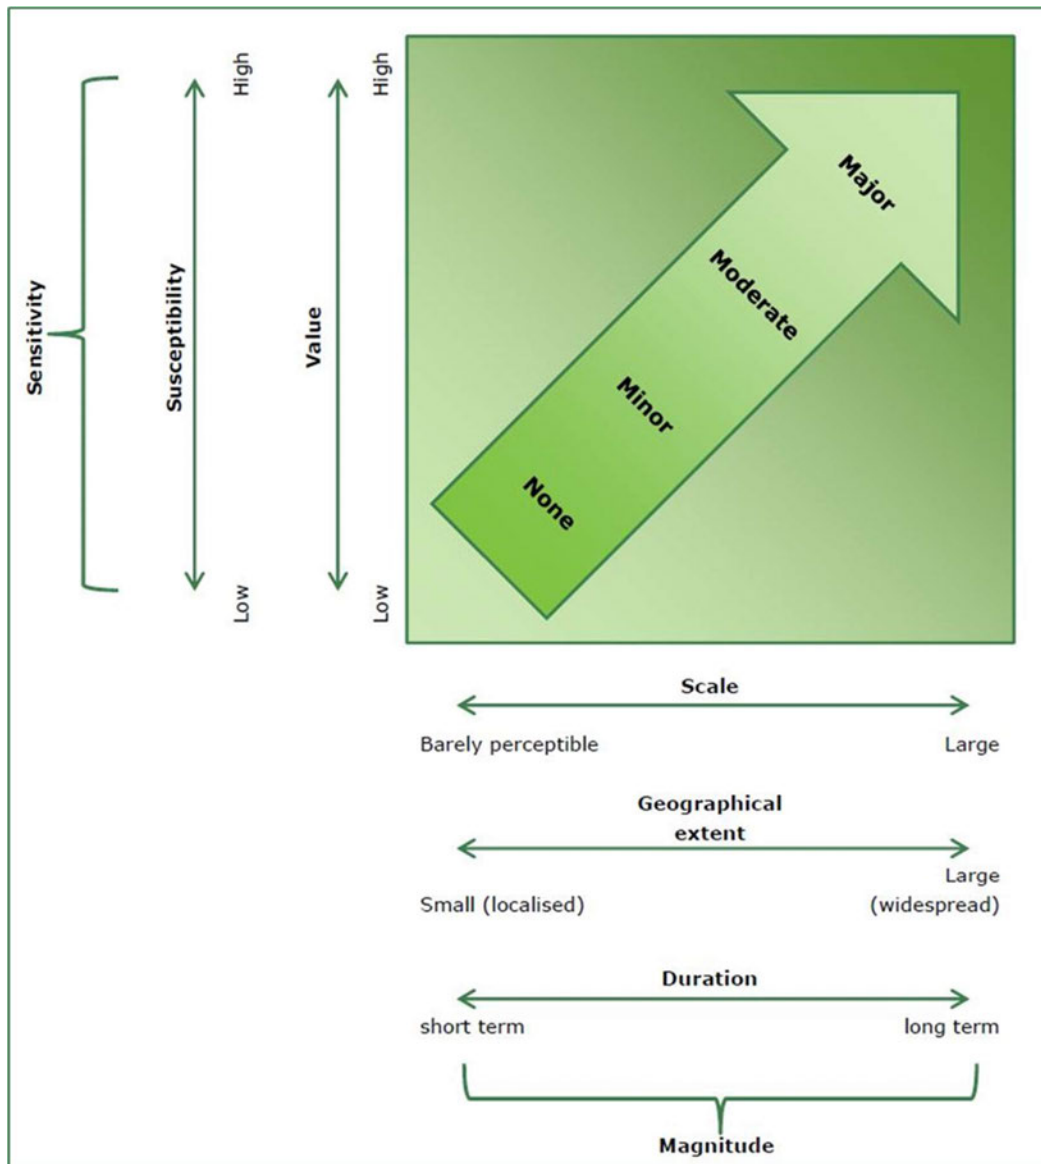 Sensitivity
Susceptibility
High
Low
Value
High
Low
Major
Moderate
Minor
None
Scale
Barely perceptible
Large
Geographical
extent
Small (localised)
Large
(widespread)
Duration
short term
long term
Magnitude